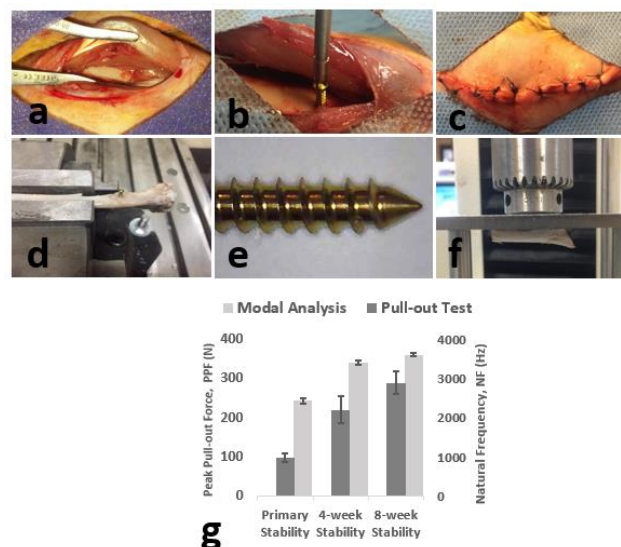 a
b
c
d
e
f
Modal Analysis
Pull-out Test
Peak Pull-out Force, PPF (N)
400
300
200
100
0
Natural Frequency, NF (Hz)
4000
3000
2000
1000
0
Primary Stability
4-week Stability
8-week Stability
g